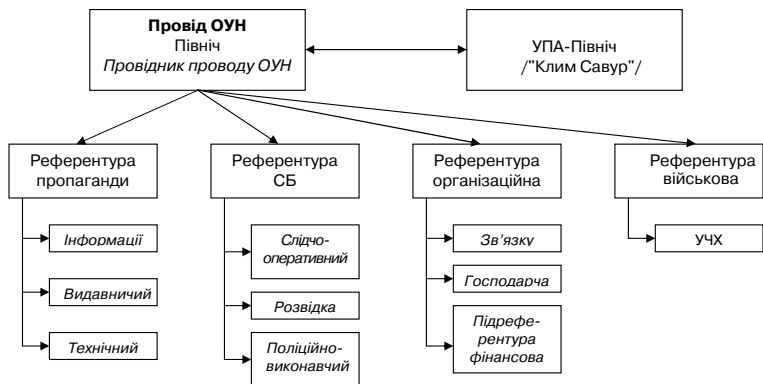 Провід ОУН
Північ
Провідник проводу ОУН
УПА-Північ
/"Клим Савур"/
Референтура
пропаганди
Референтура
СБ
Референтура
організаційна
Референтура
військова
Інформації
Видавничий
Технічний
Слідчо-
оперативний
Розвідка
Поліційно-
виконавчий
Зв'язку
Господарча
Підрефе-
рентура
фінансова
УЧХ